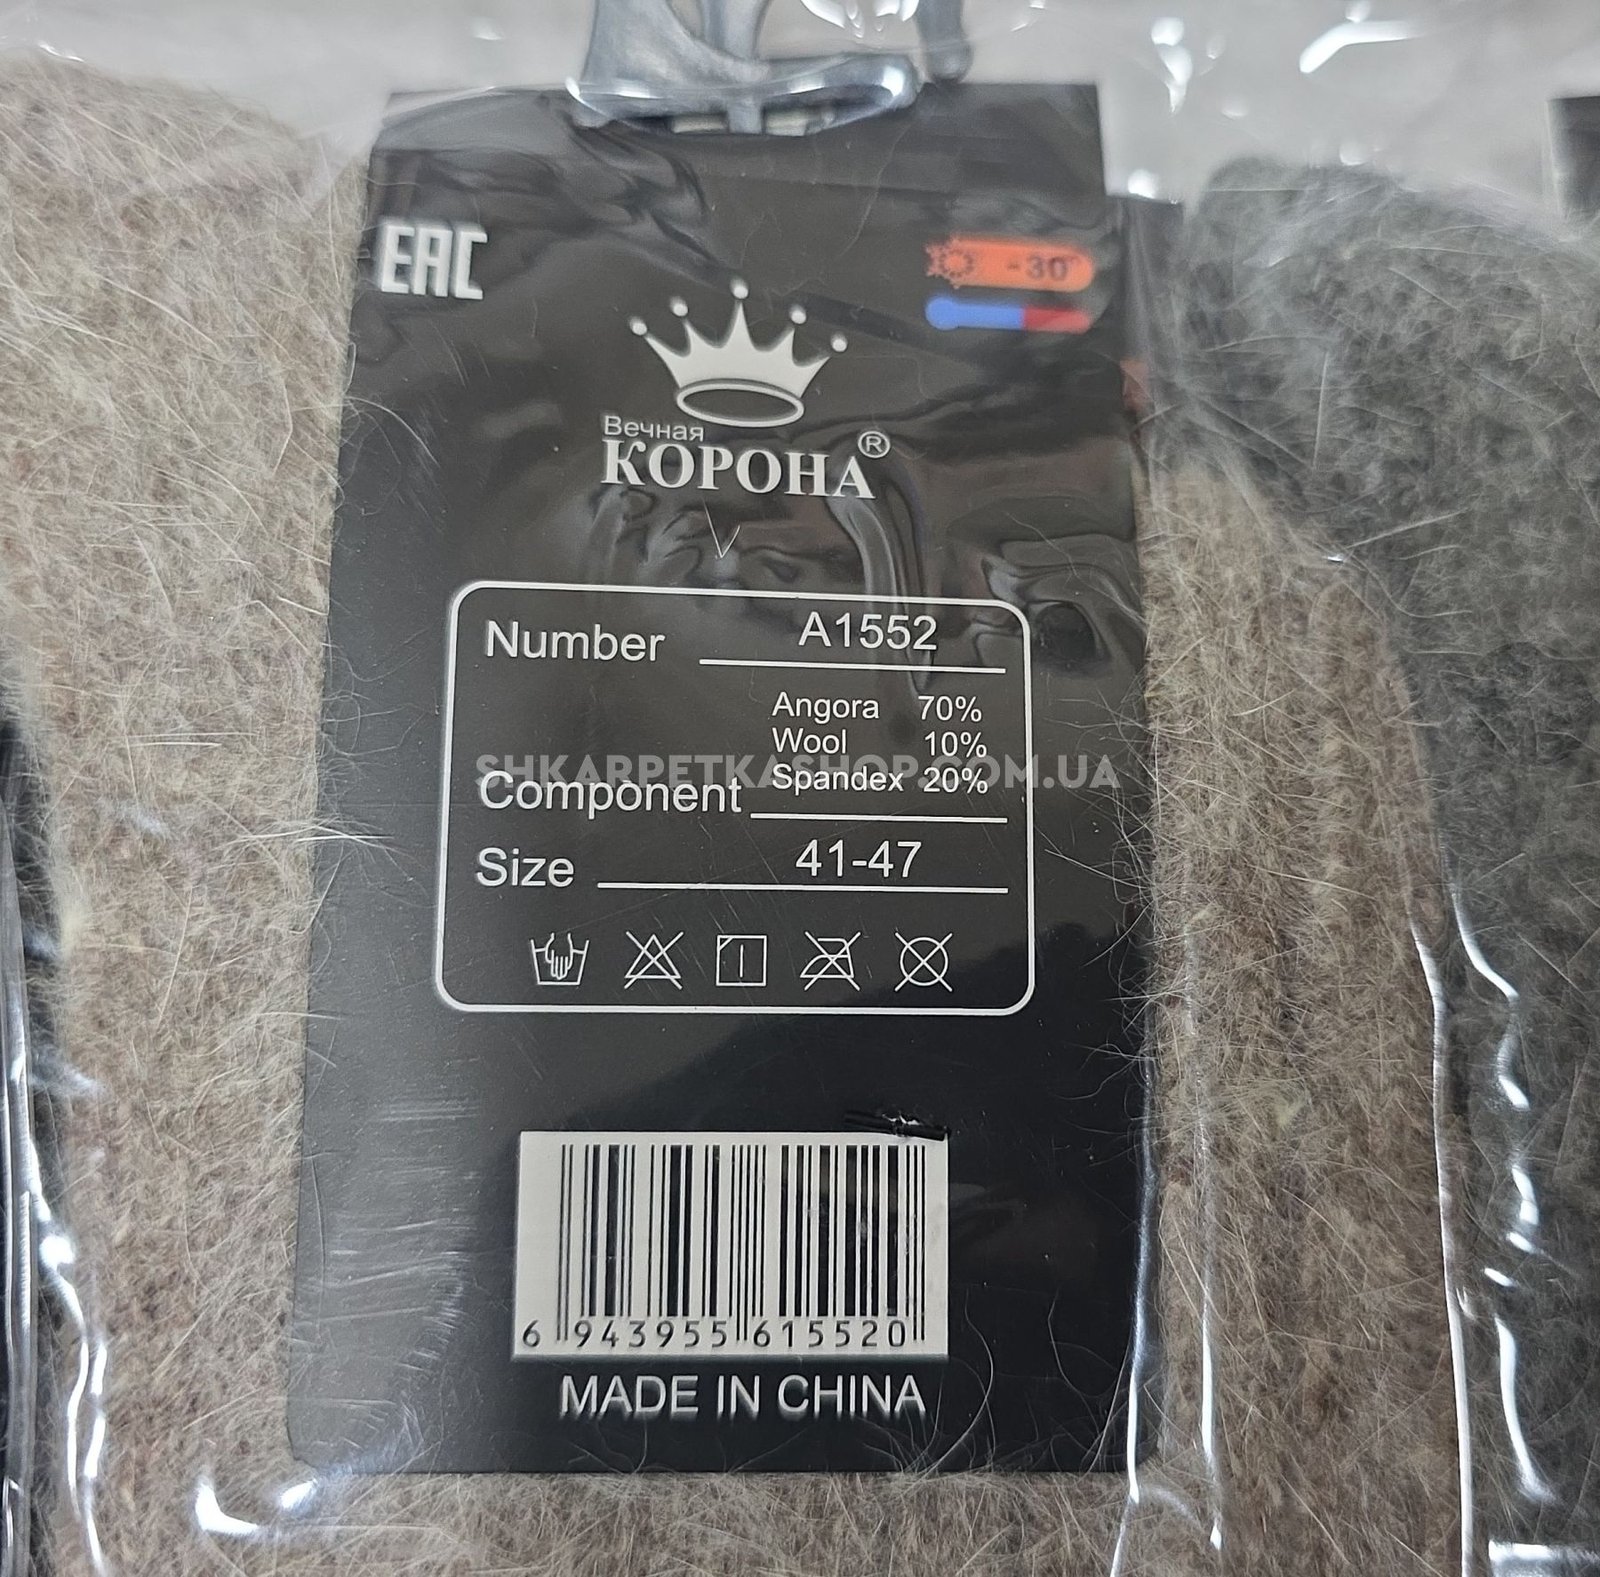 EAC
-30°
Вечная
КОРОНА®
Number A1552
Angora 70%
Wool 10%
Component Spandex 20%
SHKARPETKASHOP.COM.UA
Size 41-47
6 943955 615520
MADE IN CHINA